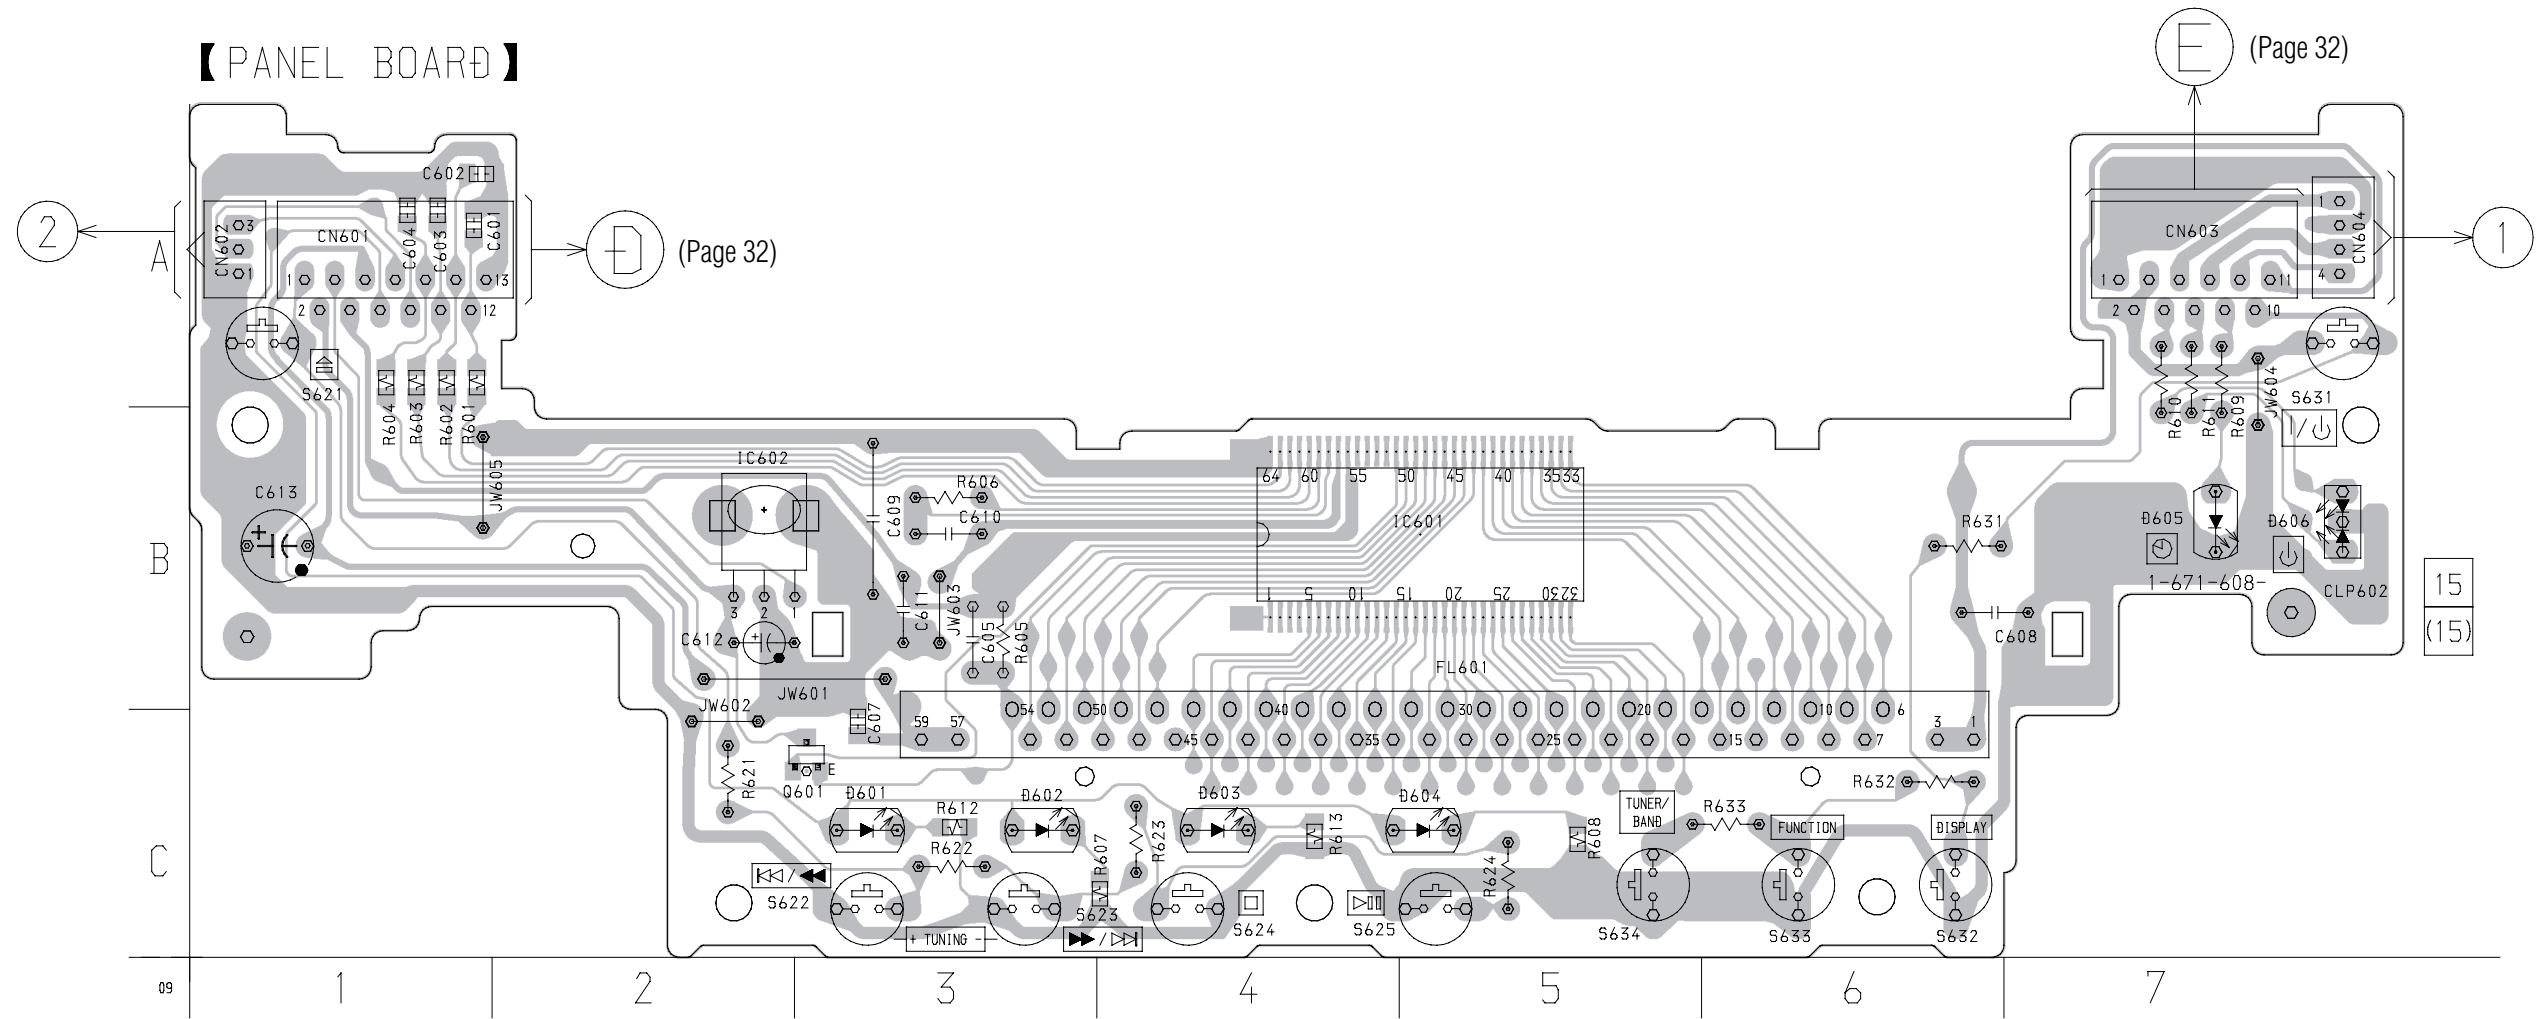 E (Page 32)
【PANEL BOARD】
C602
2
A
CN602
3
1
CN601
C604
C603
C601
1
13
2
12
D (Page 32)
CN603
1
11
2
10
1
4
CN604
1
S621
R604
R603
R602
R601
R610
R611
R609
JW604
S631
I/⏻
B
C613
+
JW605
IC602
3
2
1
C612
+
C609
R606
C610
C611
JW603
C605
R605
64
60
55
50
45
40
35 33
IC601
1
5
10
15
20
25
30 32
R631
C608
D605
D606
1-671-608-
CLP602
15
(15)
JW601
JW602
FL601
C607
59
57
54
50
40
30
20
10
6
3
1
45
35
25
15
7
C
R621
Q601
E
D601
R612
D602
R622
R607
R623
D603
R613
D604
R624
R608
TUNER/
BAND
R633
FUNCTION
R632
DISPLAY
S622
+ TUNING -
S623
S624
S625
S634
S633
S632
09
1
2
3
4
5
6
7